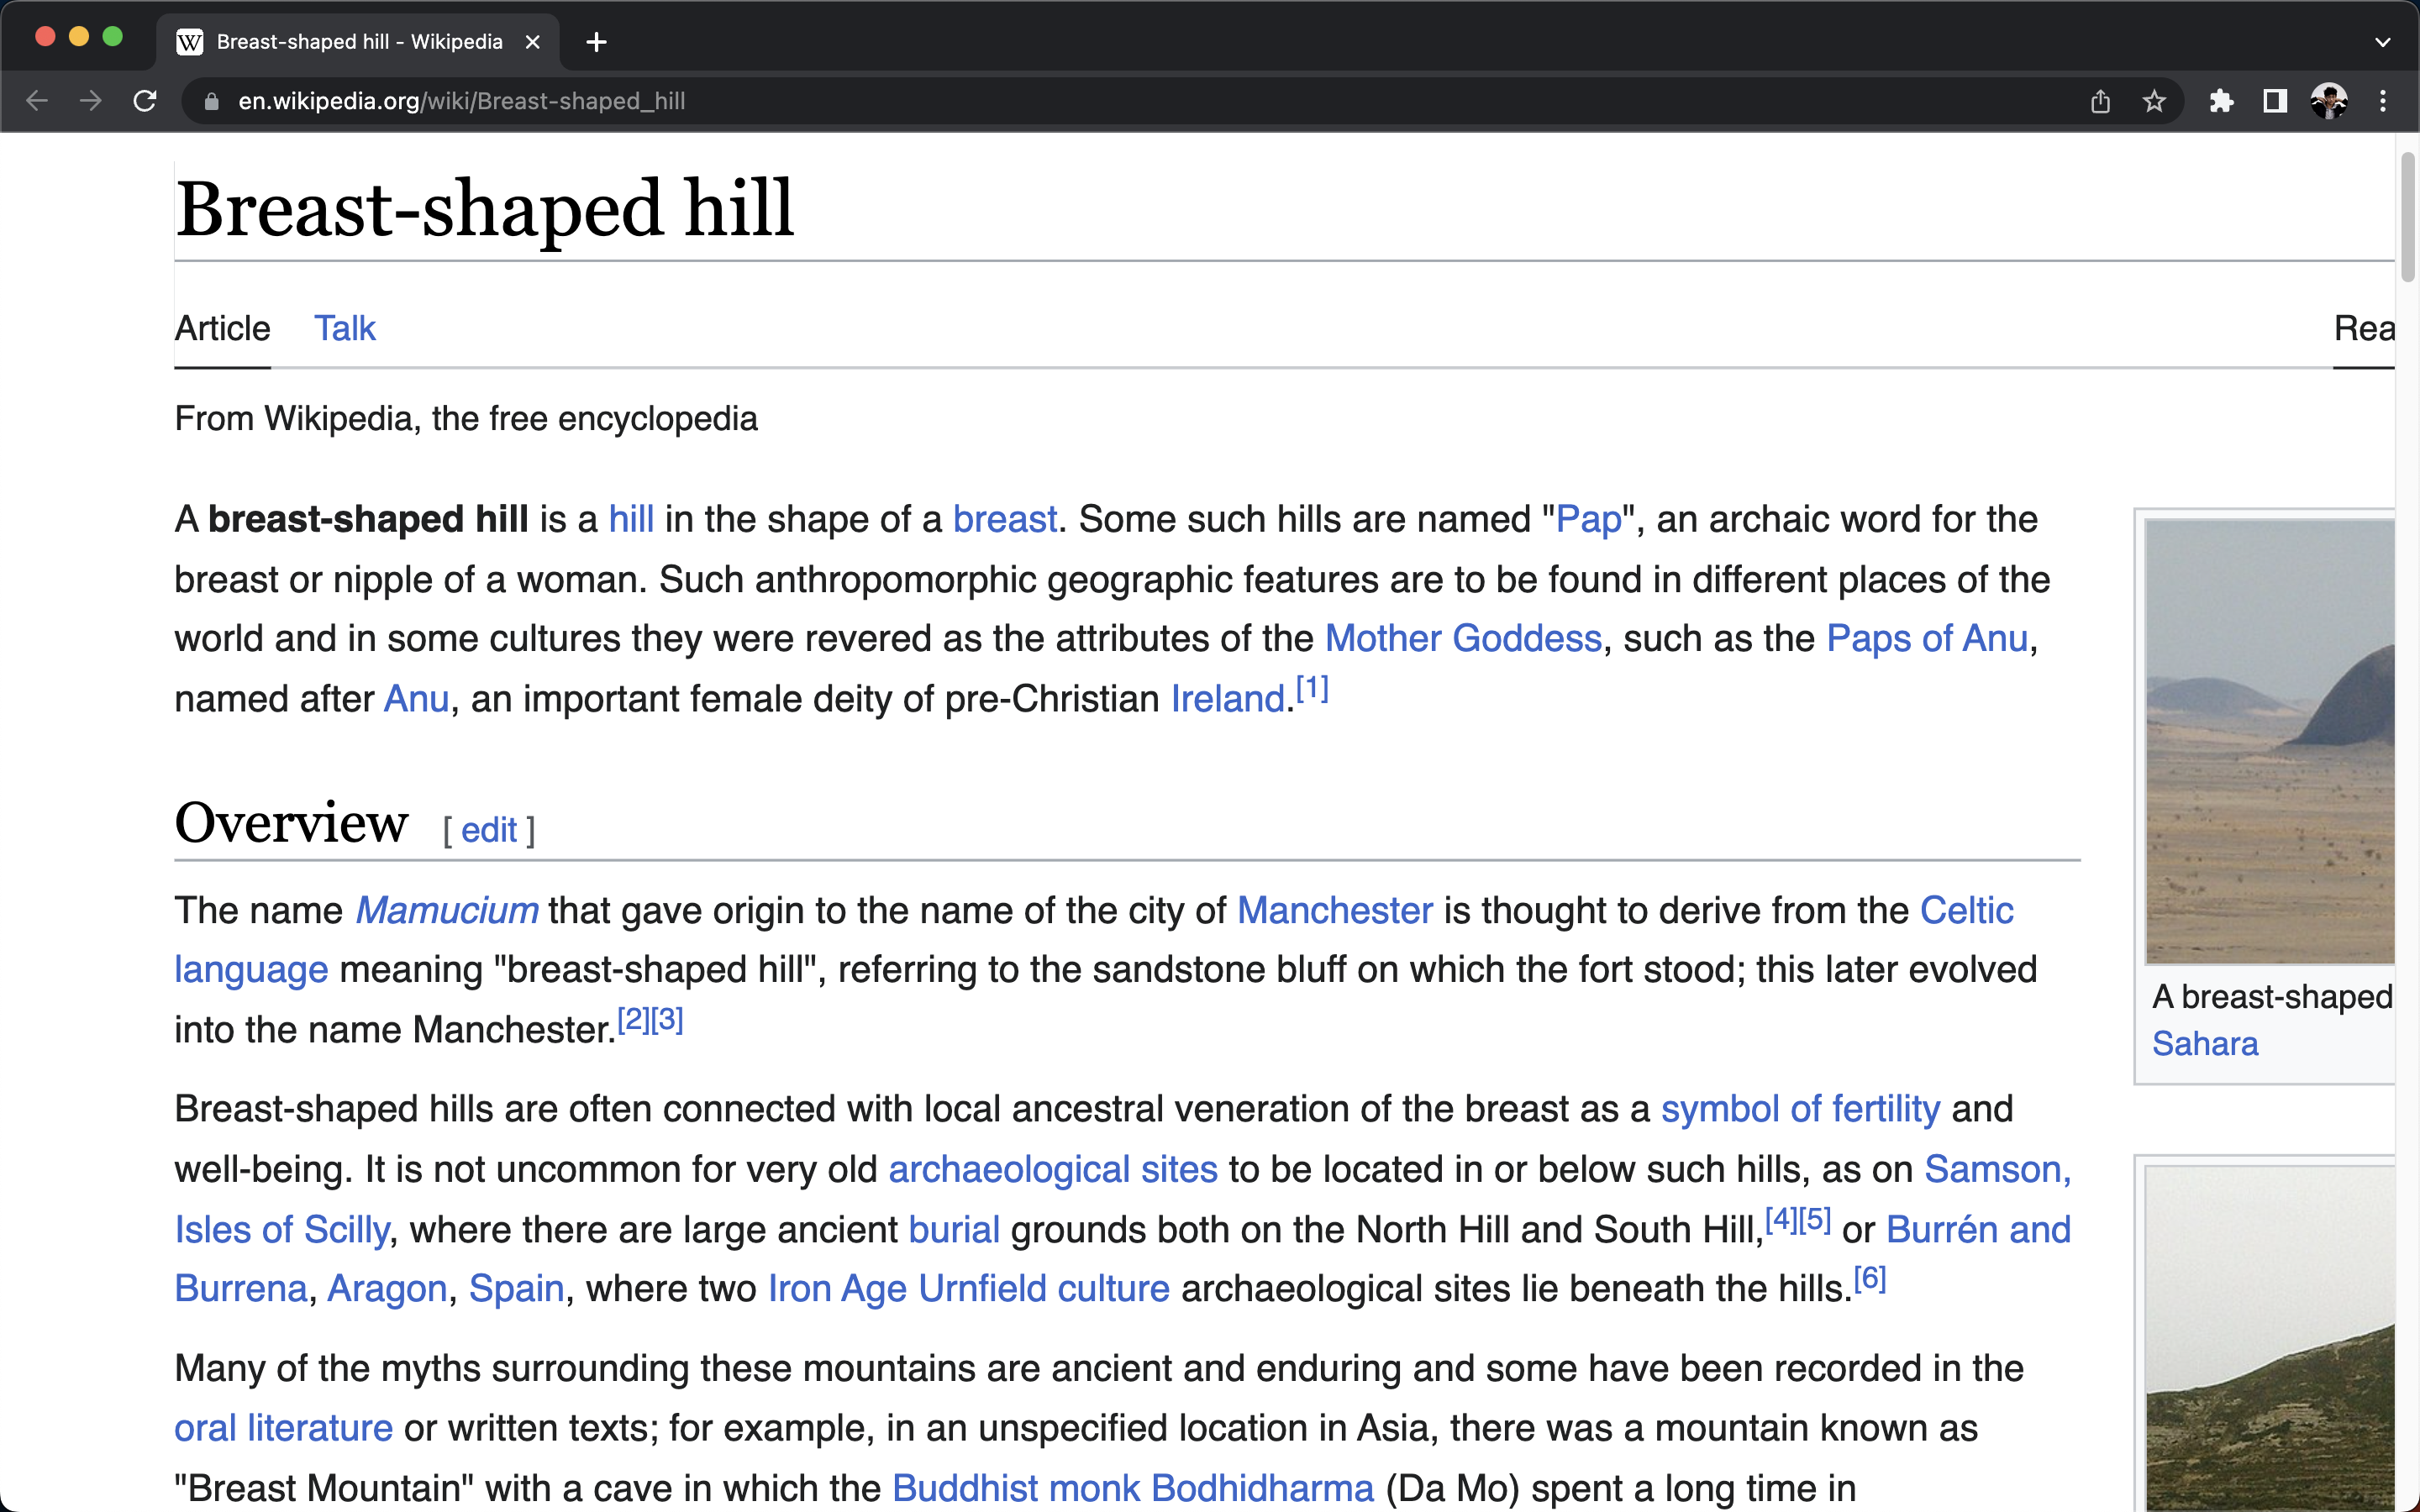 Breast-shaped hill - Wikipedia
en.wikipedia.org/wiki/Breast-shaped_hill
Breast-shaped hill
Article Talk Rea
From Wikipedia, the free encyclopedia
A breast-shaped hill is a hill in the shape of a breast. Some such hills are named "Pap", an archaic word for the
breast or nipple of a woman. Such anthropomorphic geographic features are to be found in different places of the
world and in some cultures they were revered as the attributes of the Mother Goddess, such as the Paps of Anu,
named after Anu, an important female deity of pre-Christian Ireland.[1]
Overview [ edit ]
The name Mamucium that gave origin to the name of the city of Manchester is thought to derive from the Celtic
language meaning "breast-shaped hill", referring to the sandstone bluff on which the fort stood; this later evolved
into the name Manchester.[2][3]
Breast-shaped hills are often connected with local ancestral veneration of the breast as a symbol of fertility and
well-being. It is not uncommon for very old archaeological sites to be located in or below such hills, as on Samson,
Isles of Scilly, where there are large ancient burial grounds both on the North Hill and South Hill,[4][5] or Burrén and
Burrena, Aragon, Spain, where two Iron Age Urnfield culture archaeological sites lie beneath the hills.[6]
Many of the myths surrounding these mountains are ancient and enduring and some have been recorded in the
oral literature or written texts; for example, in an unspecified location in Asia, there was a mountain known as
"Breast Mountain" with a cave in which the Buddhist monk Bodhidharma (Da Mo) spent a long time in
A breast-shaped
Sahara